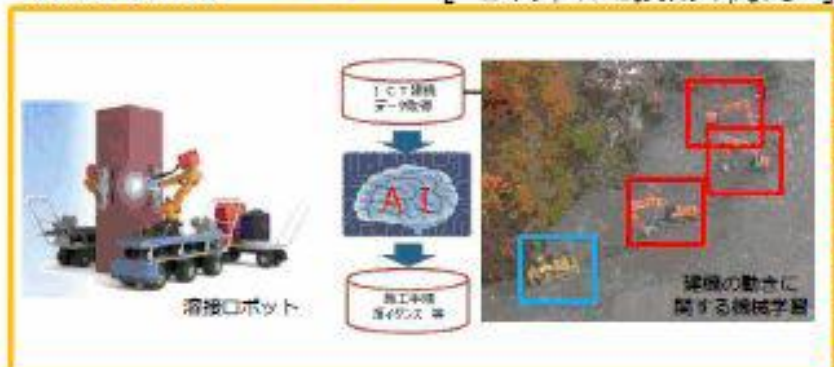 溶接ロボット
ICT建機
データ取得
AI
施工手順
ガイダンス 等
建機の動きに
関する機械学習